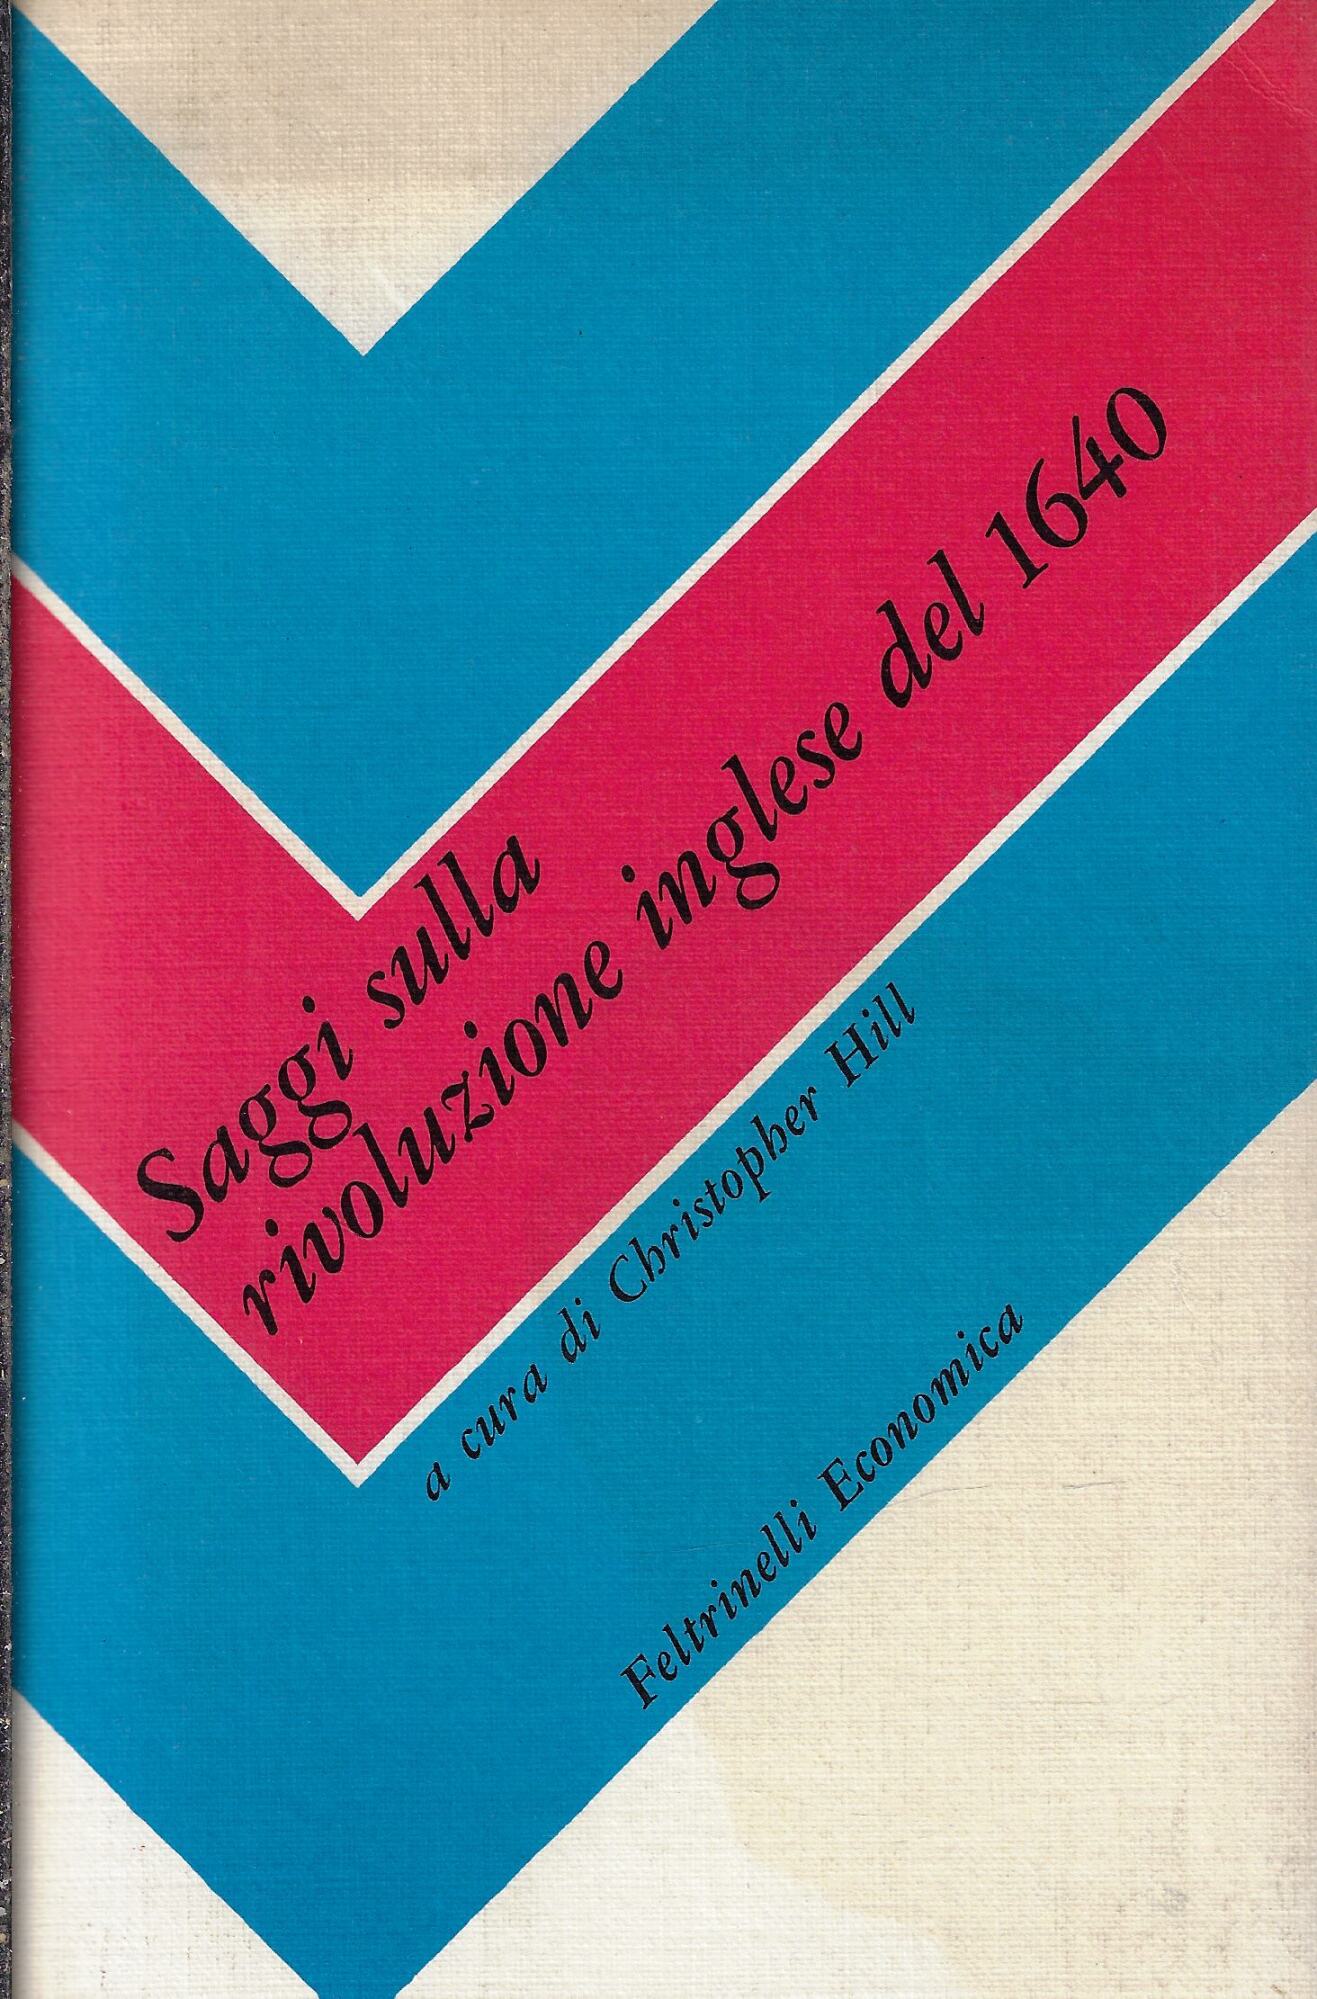 Saggi sulla
rivoluzione inglese del 1640
a cura di Christopher Hill
Feltrinelli Economica